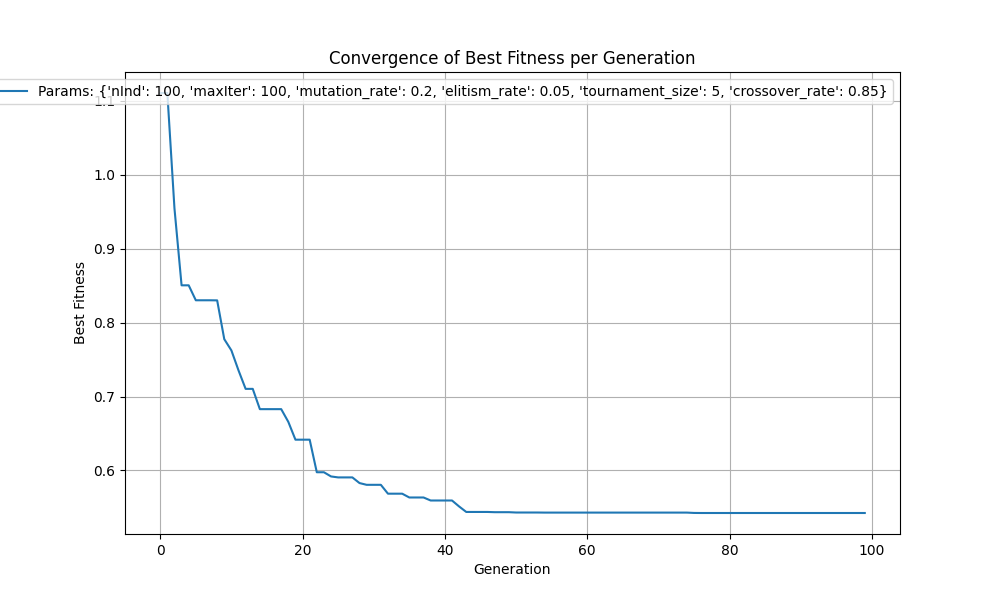 Convergence of Best Fitness per Generation
Params: {'nInd': 100, 'maxIter': 100, 'mutation_rate': 0.2, 'elitism_rate': 0.05, 'tournament_size': 5, 'crossover_rate': 0.85}
1.1
1.0
0.9
0.8
0.7
0.6
Best Fitness
0 20 40 60 80 100
Generation